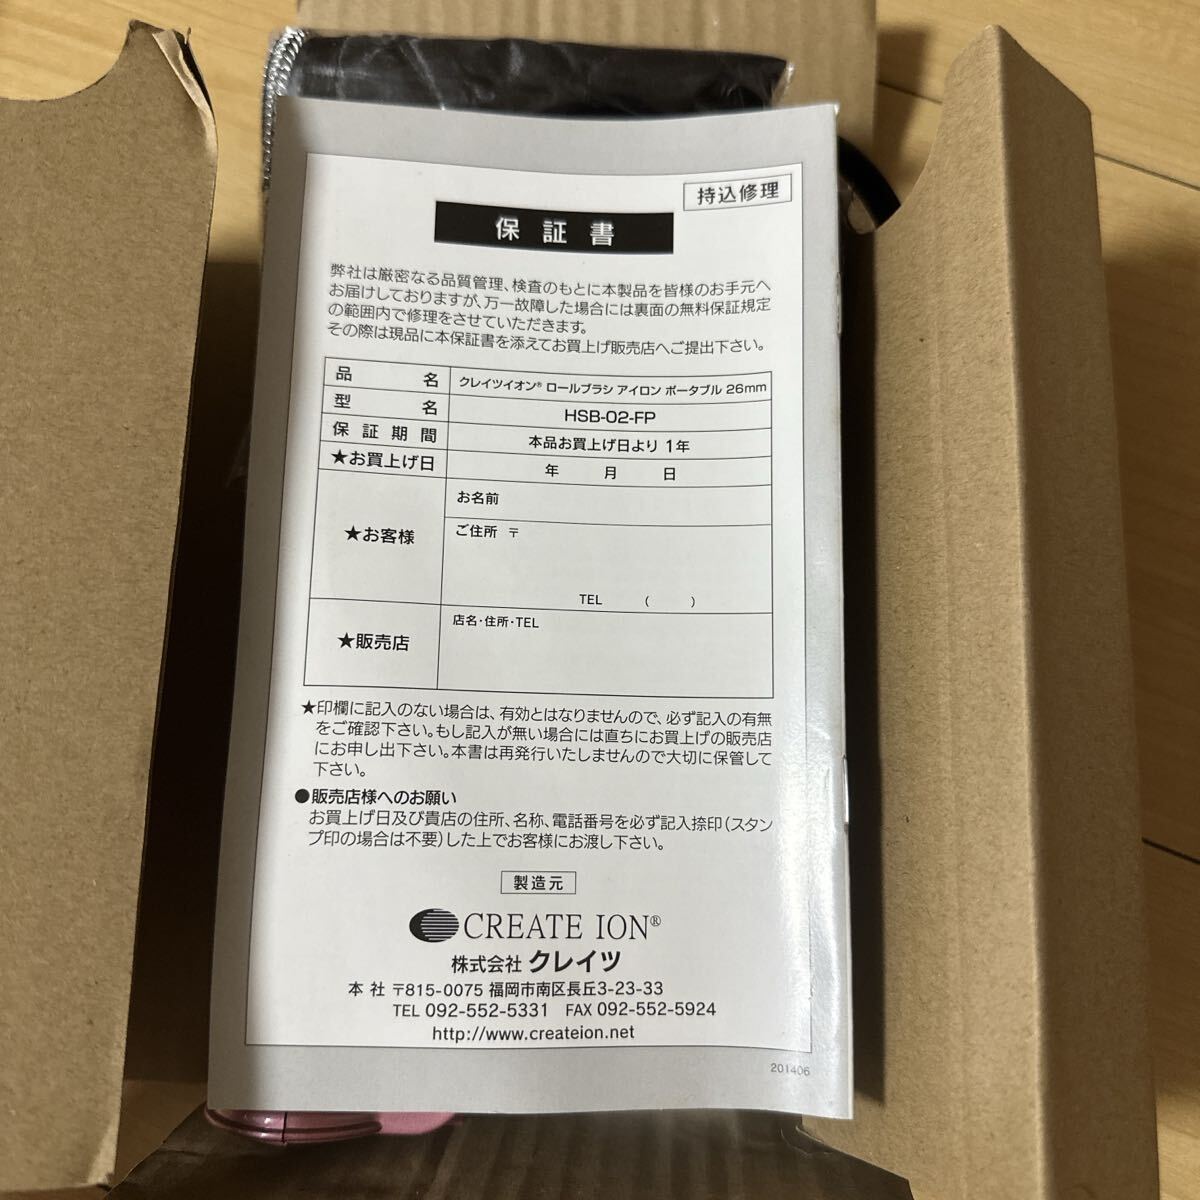 持込修理
保証書
弊社は厳密なる品質管理、検査のもとに本製品を皆様のお手元へ
お届けしておりますが、万一故障した場合には裏面の無料保証規定
の範囲内で修理をさせていただきます。
その際は現品に本保証書を添えてお買上げ販売店へご提出下さい。
品名 クレイツイオン® ロールブラシ アイロン ポータブル 26mm
型名 HSB-02-FP
保証期間 本品お買上げ日より 1年
★お買上げ日 年 月 日
★お客様 お名前
ご住所 〒
TEL ( )
★販売店 店名・住所・TEL
★印欄に記入のない場合は、有効とはなりませんので、必ず記入の有無
をご確認下さい。もし記入が無い場合には直ちにお買上げの販売店
にお申し出下さい。本書は再発行いたしませんので大切に保管して
下さい。
●販売店様へのお願い
お買上げ日及び貴店の住所、名称、電話番号を必ず記入捺印(スタン
プ印の場合は不要)した上でお客様にお渡し下さい。
製造元
CREATE ION®
株式会社 クレイツ
本社 〒815-0075 福岡市南区長丘3-23-33
TEL 092-552-5331 FAX 092-552-5924
http://www.createion.net
201406